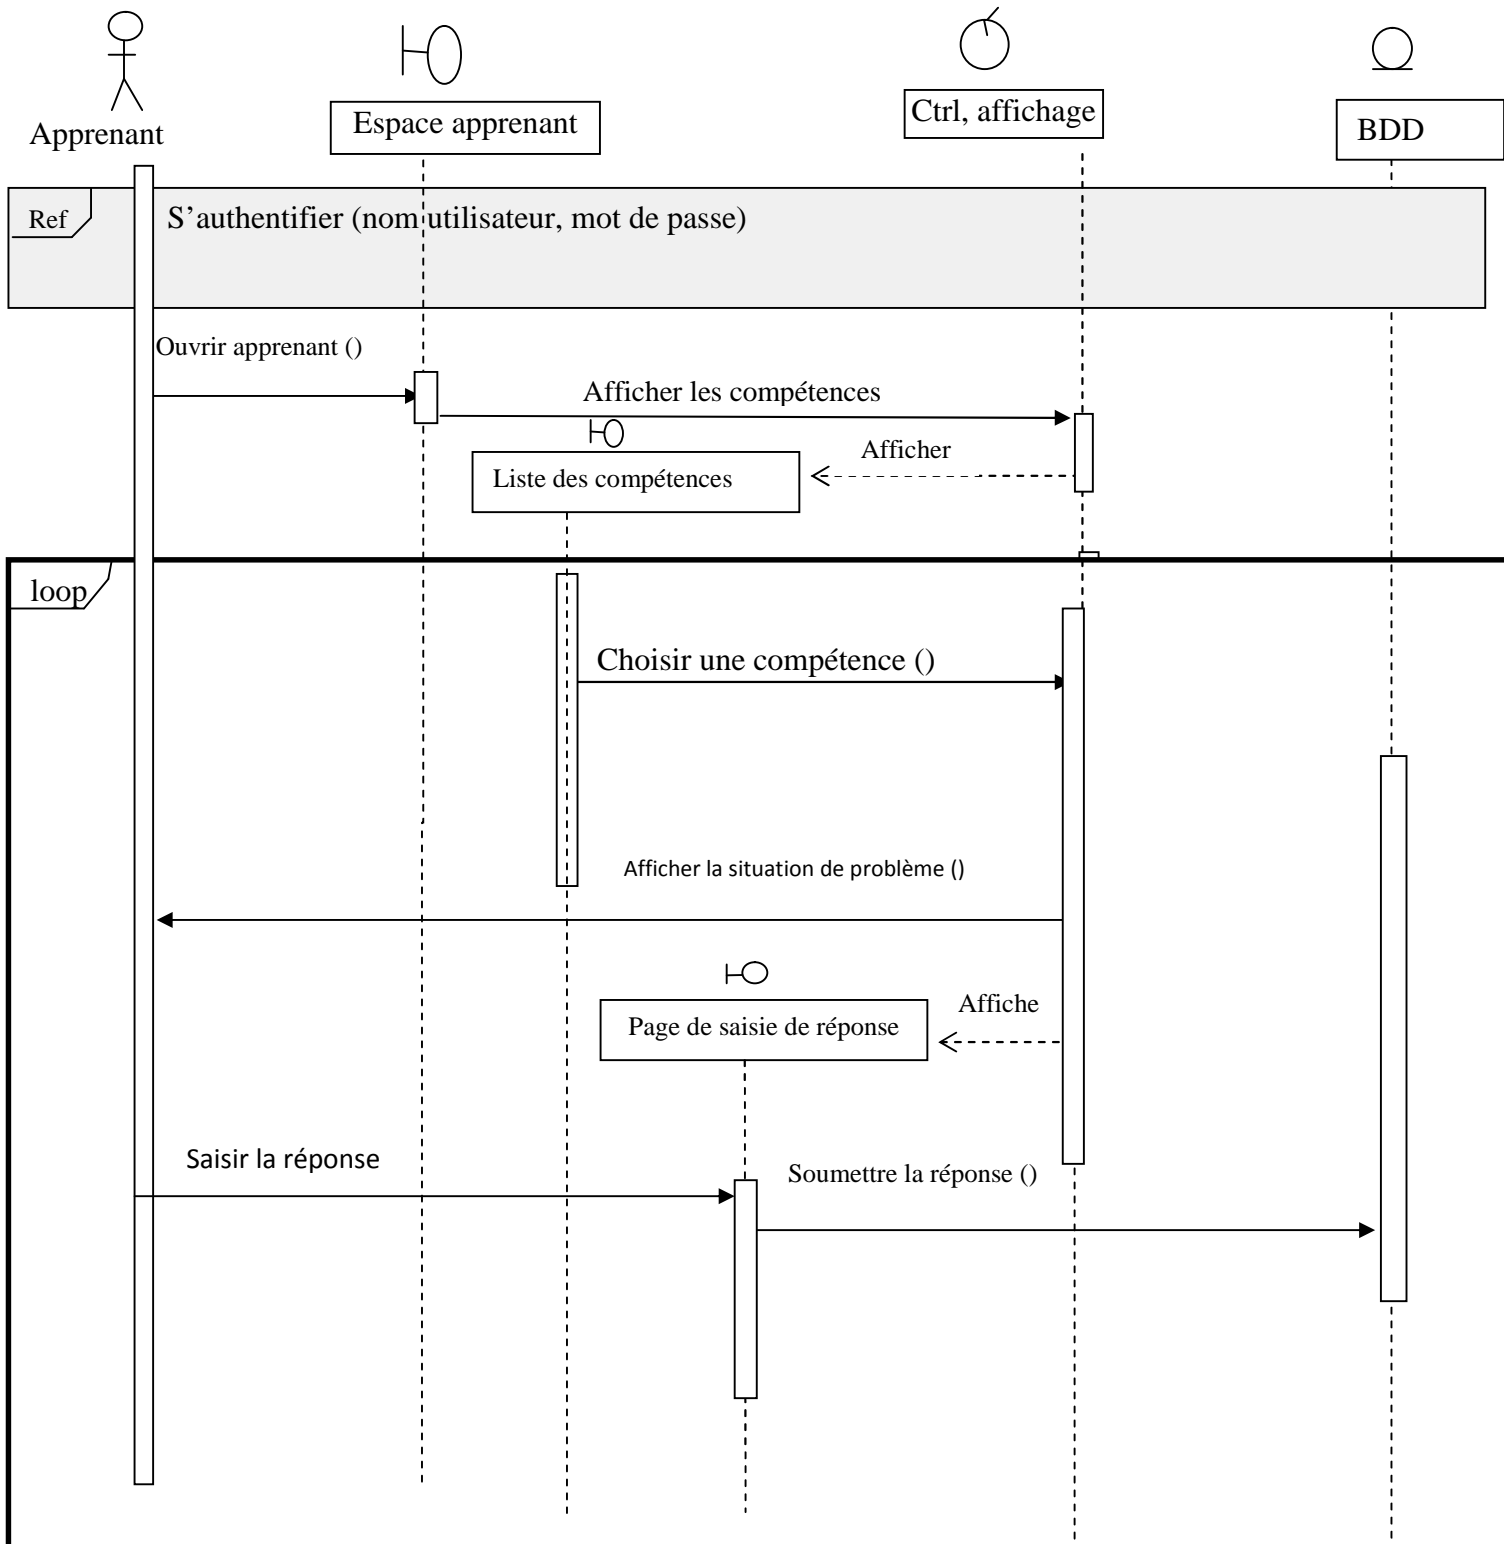 Apprenant
Espace apprenant
Ctrl, affichage
BDD
Ref
S’authentifier (nom utilisateur, mot de passe)
Ouvrir apprenant ()
Afficher les compétences
Afficher
Liste des compétences
loop
Choisir une compétence ()
Afficher la situation de problème ()
Affiche
Page de saisie de réponse
Saisir la réponse
Soumettre la réponse ()